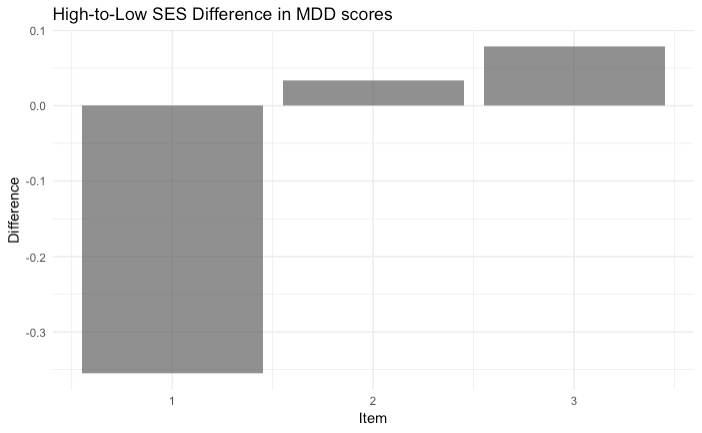 High-to-Low SES Difference in MDD scores
0.1
0.0
-0.1
-0.2
-0.3
Difference
1 2 3
Item